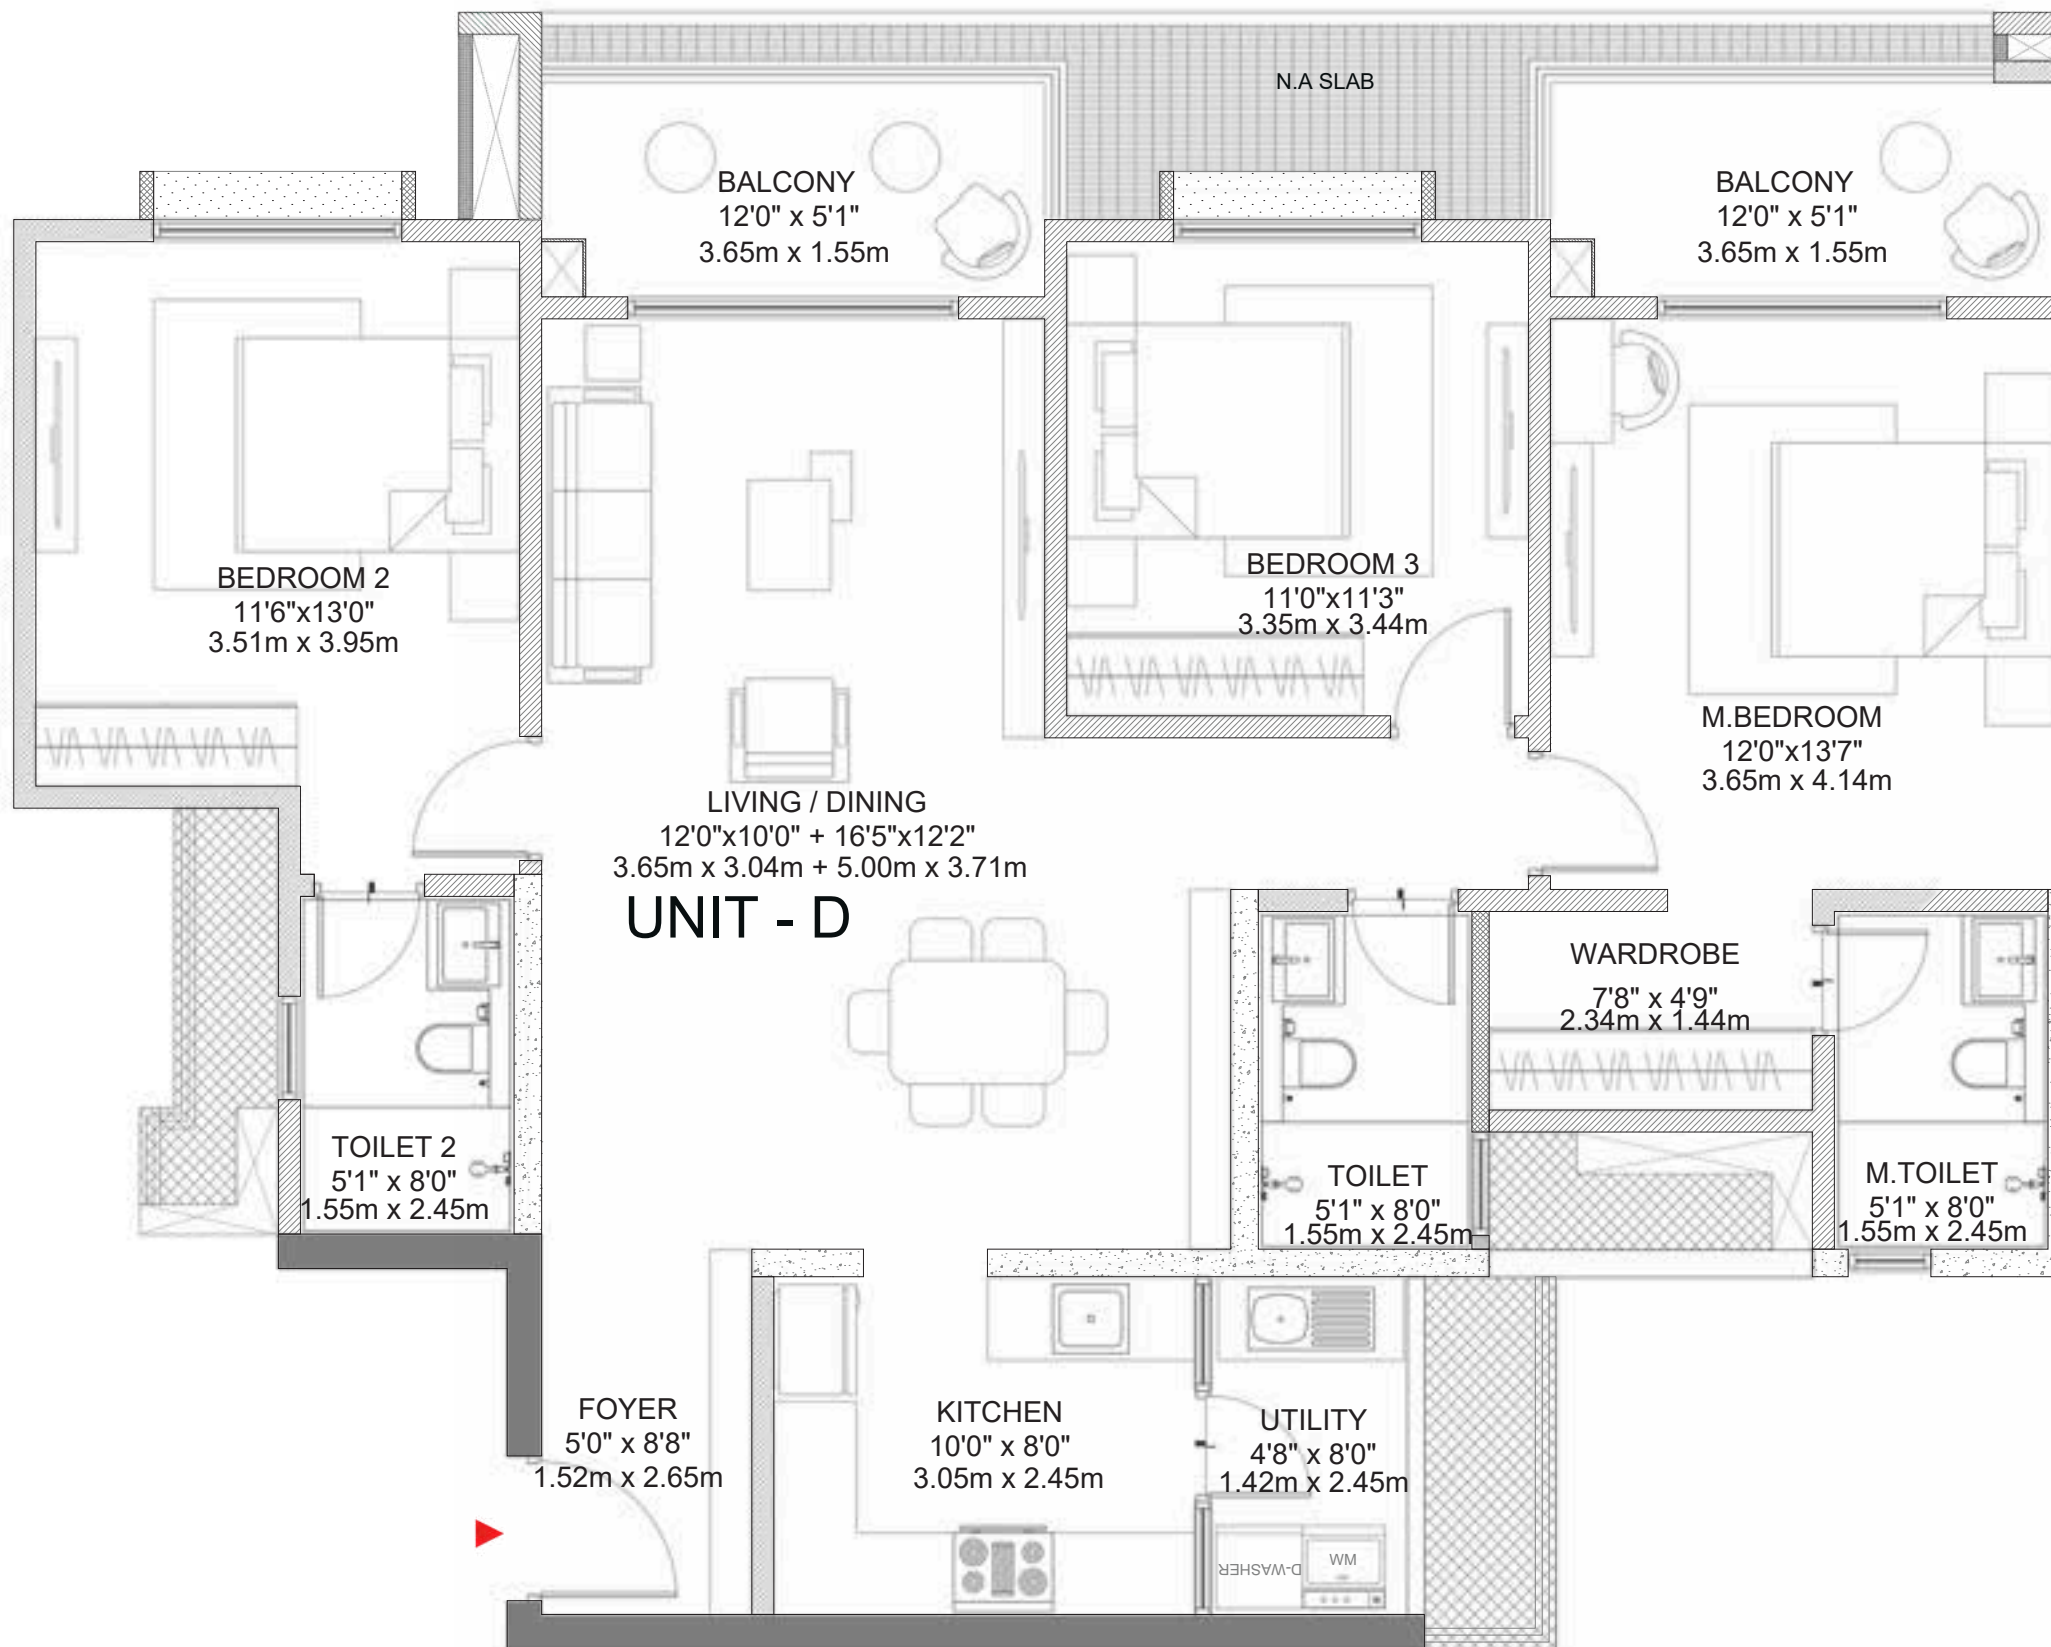 N.A SLAB
BALCONY
12'0" x 5'1"
3.65m x 1.55m
BALCONY
12'0" x 5'1"
3.65m x 1.55m
BEDROOM 2
11'6"x13'0"
3.51m x 3.95m
BEDROOM 3
11'0"x11'3"
3.35m x 3.44m
M.BEDROOM
12'0"x13'7"
3.65m x 4.14m
LIVING / DINING
12'0"x10'0" + 16'5"x12'2"
3.65m x 3.04m + 5.00m x 3.71m
UNIT - D
WARDROBE
7'8" x 4'9"
2.34m x 1.44m
TOILET 2
5'1" x 8'0"
1.55m x 2.45m
TOILET
5'1" x 8'0"
1.55m x 2.45m
M.TOILET
5'1" x 8'0"
1.55m x 2.45m
FOYER
5'0" x 8'8"
1.52m x 2.65m
KITCHEN
10'0" x 8'0"
3.05m x 2.45m
UTILITY
4'8" x 8'0"
1.42m x 2.45m
D-WASHER
WM